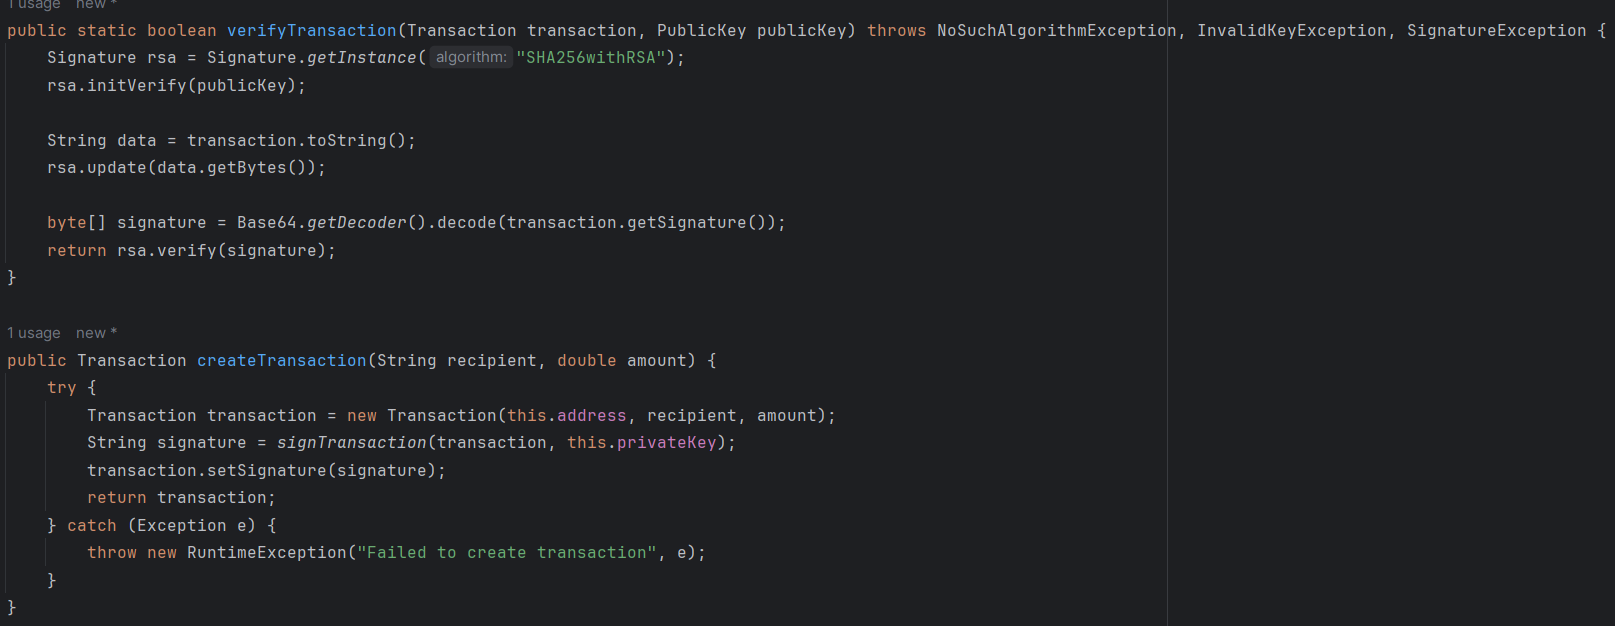 1 usage   new *
public static boolean verifyTransaction(Transaction transaction, PublicKey publicKey) throws NoSuchAlgorithmException, InvalidKeyException, SignatureException {
    Signature rsa = Signature.getInstance( algorithm: "SHA256withRSA");
    rsa.initVerify(publicKey);

    String data = transaction.toString();
    rsa.update(data.getBytes());

    byte[] signature = Base64.getDecoder().decode(transaction.getSignature());
    return rsa.verify(signature);
}

1 usage   new *
public Transaction createTransaction(String recipient, double amount) {
    try {
        Transaction transaction = new Transaction(this.address, recipient, amount);
        String signature = signTransaction(transaction, this.privateKey);
        transaction.setSignature(signature);
        return transaction;
    } catch (Exception e) {
        throw new RuntimeException("Failed to create transaction", e);
    }
}